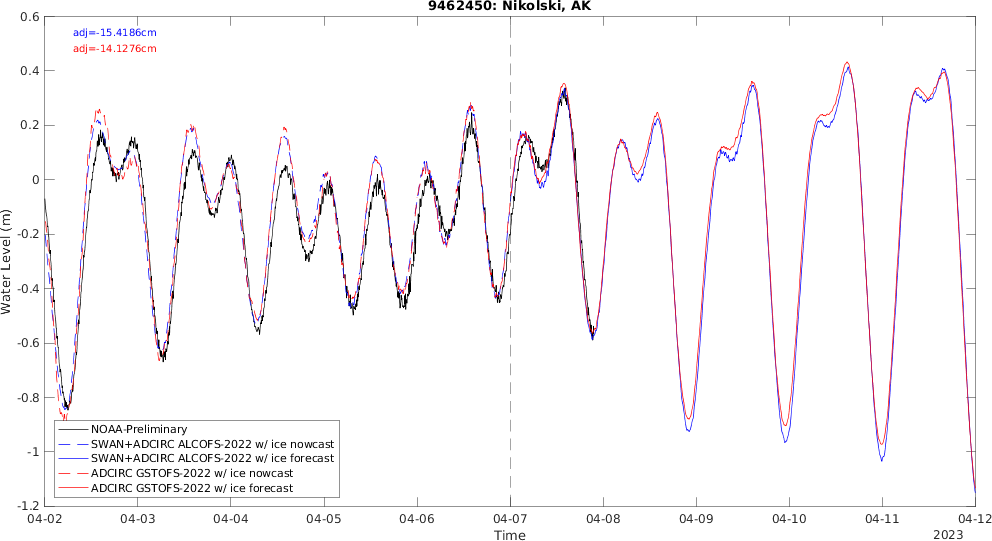 9462450: Nikolski, AK
adj=-15.4186cm
adj=-14.1276cm
0.6
0.4
0.2
0
-0.2
-0.4
-0.6
-0.8
-1
-1.2
Water Level (m)
NOAA-Preliminary
SWAN+ADCIRC ALCOFS-2022 w/ ice nowcast
SWAN+ADCIRC ALCOFS-2022 w/ ice forecast
ADCIRC GSTOFS-2022 w/ ice nowcast
ADCIRC GSTOFS-2022 w/ ice forecast
04-02 04-03 04-04 04-05 04-06 04-07 04-08 04-09 04-10 04-11 04-12
Time
2023